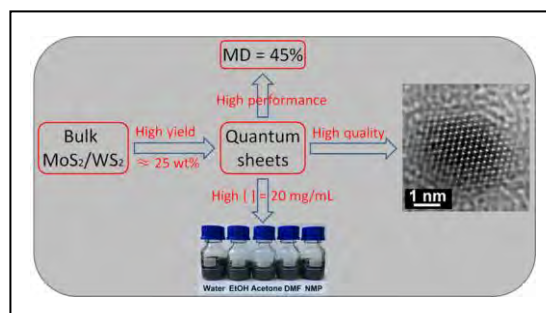 MD = 45%
High performance
Bulk
MoS₂/WS₂
High yield
≈ 25 wt%
Quantum
sheets
High quality
1 nm
High [ ] = 20 mg/mL
Water EtOH Acetone DMF NMP